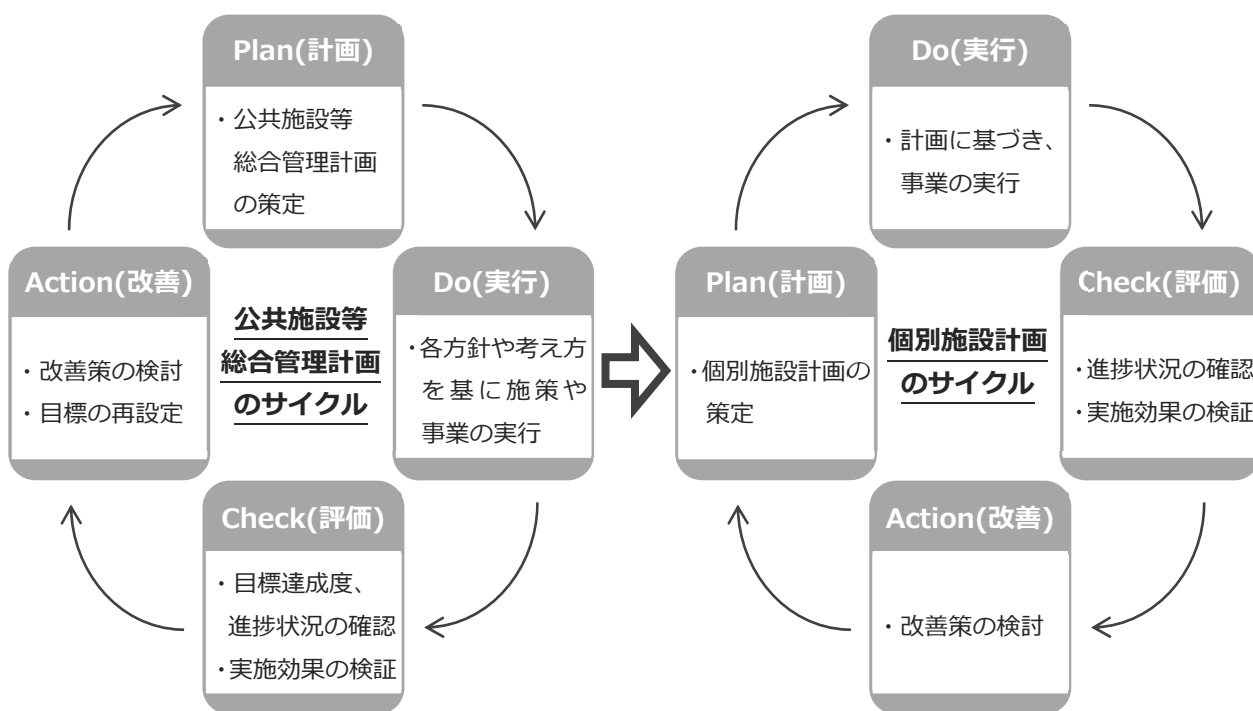 Plan(計画)
・公共施設等
総合管理計画
の策定
Do(実行)
・各方針や考え方
を基に施策や
事業の実行
Check(評価)
・目標達成度、
進捗状況の確認
・実施効果の検証
Action(改善)
・改善策の検討
・目標の再設定
公共施設等
総合管理計画
のサイクル
Plan(計画)
・個別施設計画の
策定
Do(実行)
・計画に基づき、
事業の実行
Check(評価)
・進捗状況の確認
・実施効果の検証
Action(改善)
・改善策の検討
個別施設計画
のサイクル